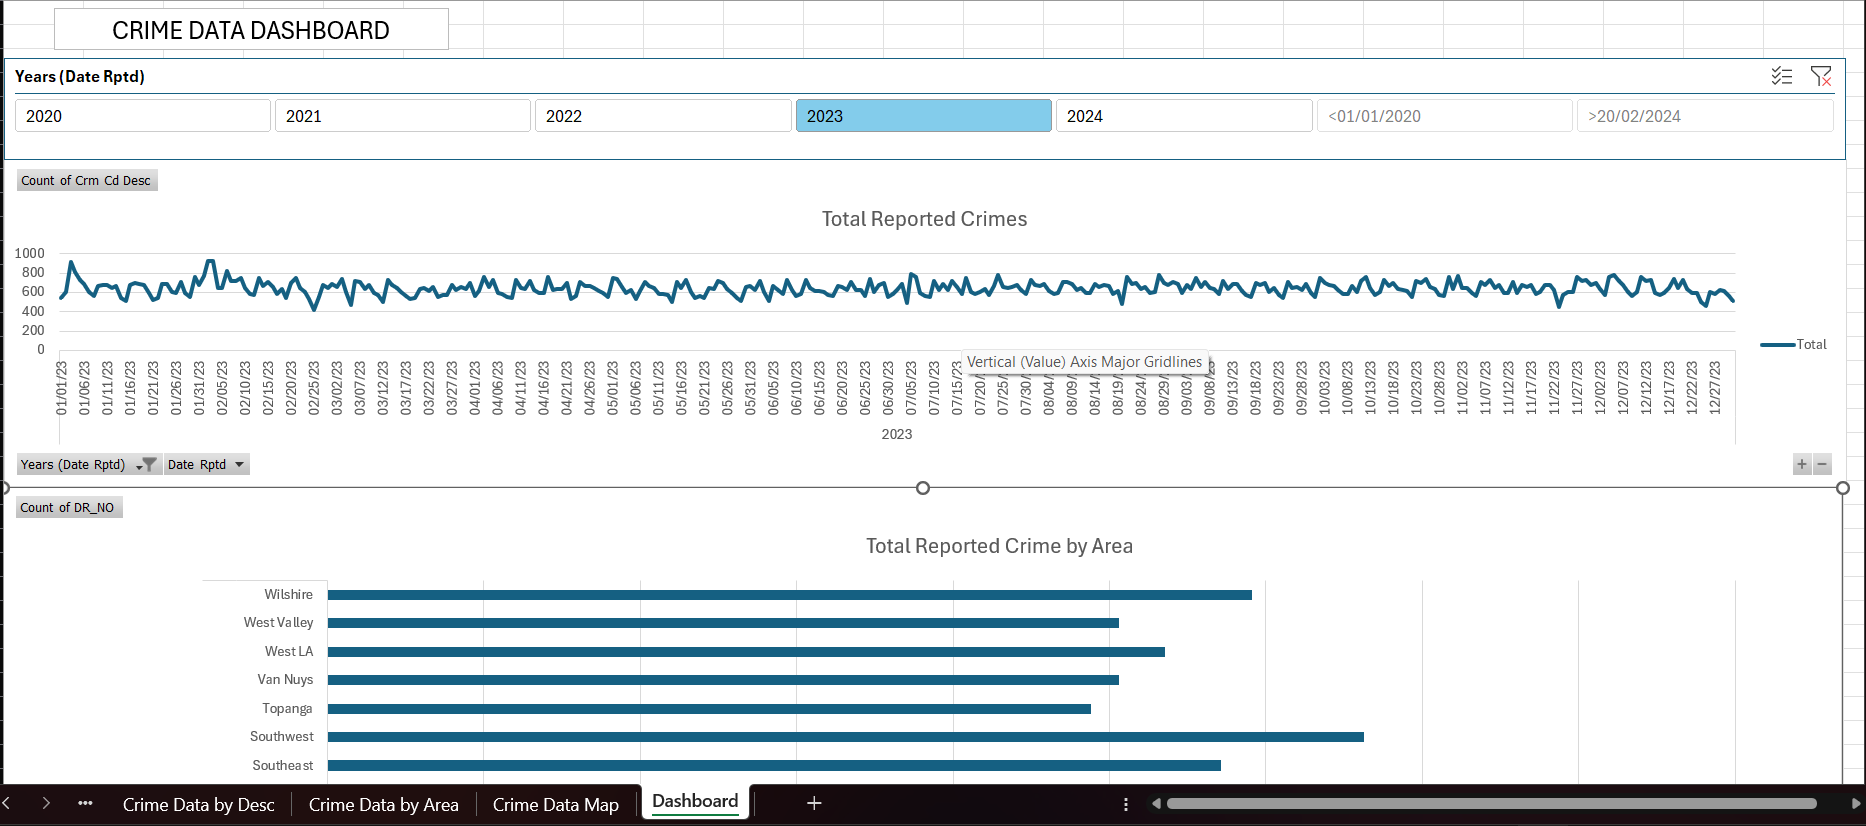 CRIME DATA DASHBOARD
Years (Date Rptd)
2020 2021 2022 2023 2024 <01/01/2020 >20/02/2024
Count of Crm Cd Desc
Total Reported Crimes
1000
800
600
400
200
0
Total
Vertical (Value) Axis Major Gridlines
01/01/23 01/06/23 01/11/23 01/16/23 01/21/23 01/26/23 01/31/23 02/05/23 02/10/23 02/15/23 02/20/23 02/25/23 03/02/23 03/07/23 03/12/23 03/17/23 03/22/23 03/27/23 04/01/23 04/06/23 04/11/23 04/16/23 04/21/23 04/26/23 05/01/23 05/06/23 05/11/23 05/16/23 05/21/23 05/26/23 05/31/23 06/05/23 06/10/23 06/15/23 06/20/23 06/25/23 06/30/23 07/05/23 07/10/23 07/15/23 07/20/ 07/25/ 07/30/ 08/04/ 08/09/ 08/14/ 08/19/ 08/24/ 08/29/ 09/03/ 09/08/ 09/13/23 09/18/23 09/23/23 09/28/23 10/03/23 10/08/23 10/13/23 10/18/23 10/23/23 10/28/23 11/02/23 11/07/23 11/12/23 11/17/23 11/22/23 11/27/23 12/02/23 12/07/23 12/12/23 12/17/23 12/22/23 12/27/23
2023
Years (Date Rptd) Date Rptd
+ −
Count of DR_NO
Total Reported Crime by Area
Wilshire
West Valley
West LA
Van Nuys
Topanga
Southwest
Southeast
Crime Data by Desc Crime Data by Area Crime Data Map Dashboard +